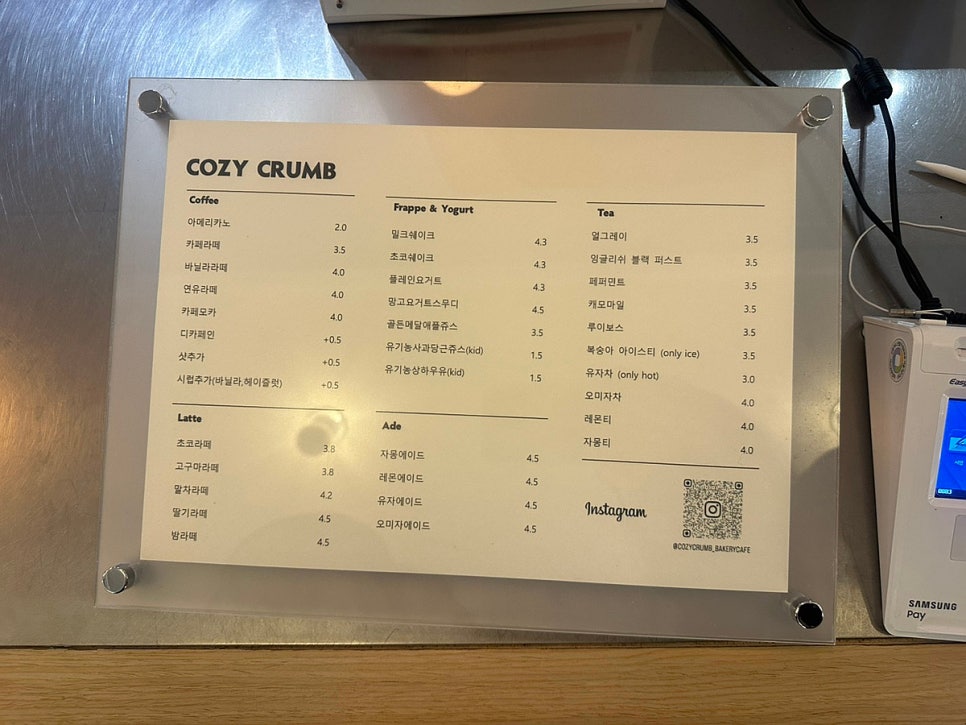 COZY CRUMB
Coffee
아메리카노 2.0
카페라떼 3.5
바닐라라떼 4.0
연유라떼 4.0
카페모카 4.0
디카페인 +0.5
샷추가 +0.5
시럽추가(바닐라,헤이즐럿) +0.5
Latte
초코라떼 3.8
고구마라떼 3.8
말차라떼 4.2
딸기라떼 4.5
밤라떼 4.5
Frappe & Yogurt
밀크쉐이크 4.3
초코쉐이크 4.3
플레인요거트 4.3
망고요거트스무디 4.5
골든메달애플쥬스 3.5
유기농사과당근쥬스(kid) 1.5
유기농상하우유(kid) 1.5
Ade
자몽에이드 4.5
레몬에이드 4.5
유자에이드 4.5
오미자에이드 4.5
Tea
얼그레이 3.5
잉글리쉬 블랙 퍼스트 3.5
페퍼민트 3.5
캐모마일 3.5
루이보스 3.5
복숭아 아이스티 (only ice) 3.5
유자차 (only hot) 3.0
오미자차 4.0
레몬티 4.0
자몽티 4.0
Instagram
@COZYCRUMB_BAKERYCAFE
SAMSUNG
Pay